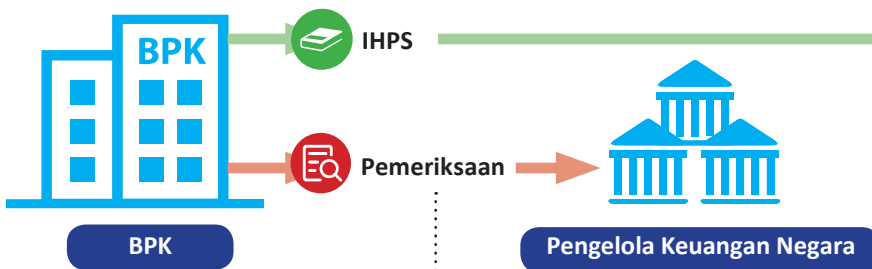 BPK
IHPS
Pemeriksaan
BPK
Pengelola Keuangan Negara